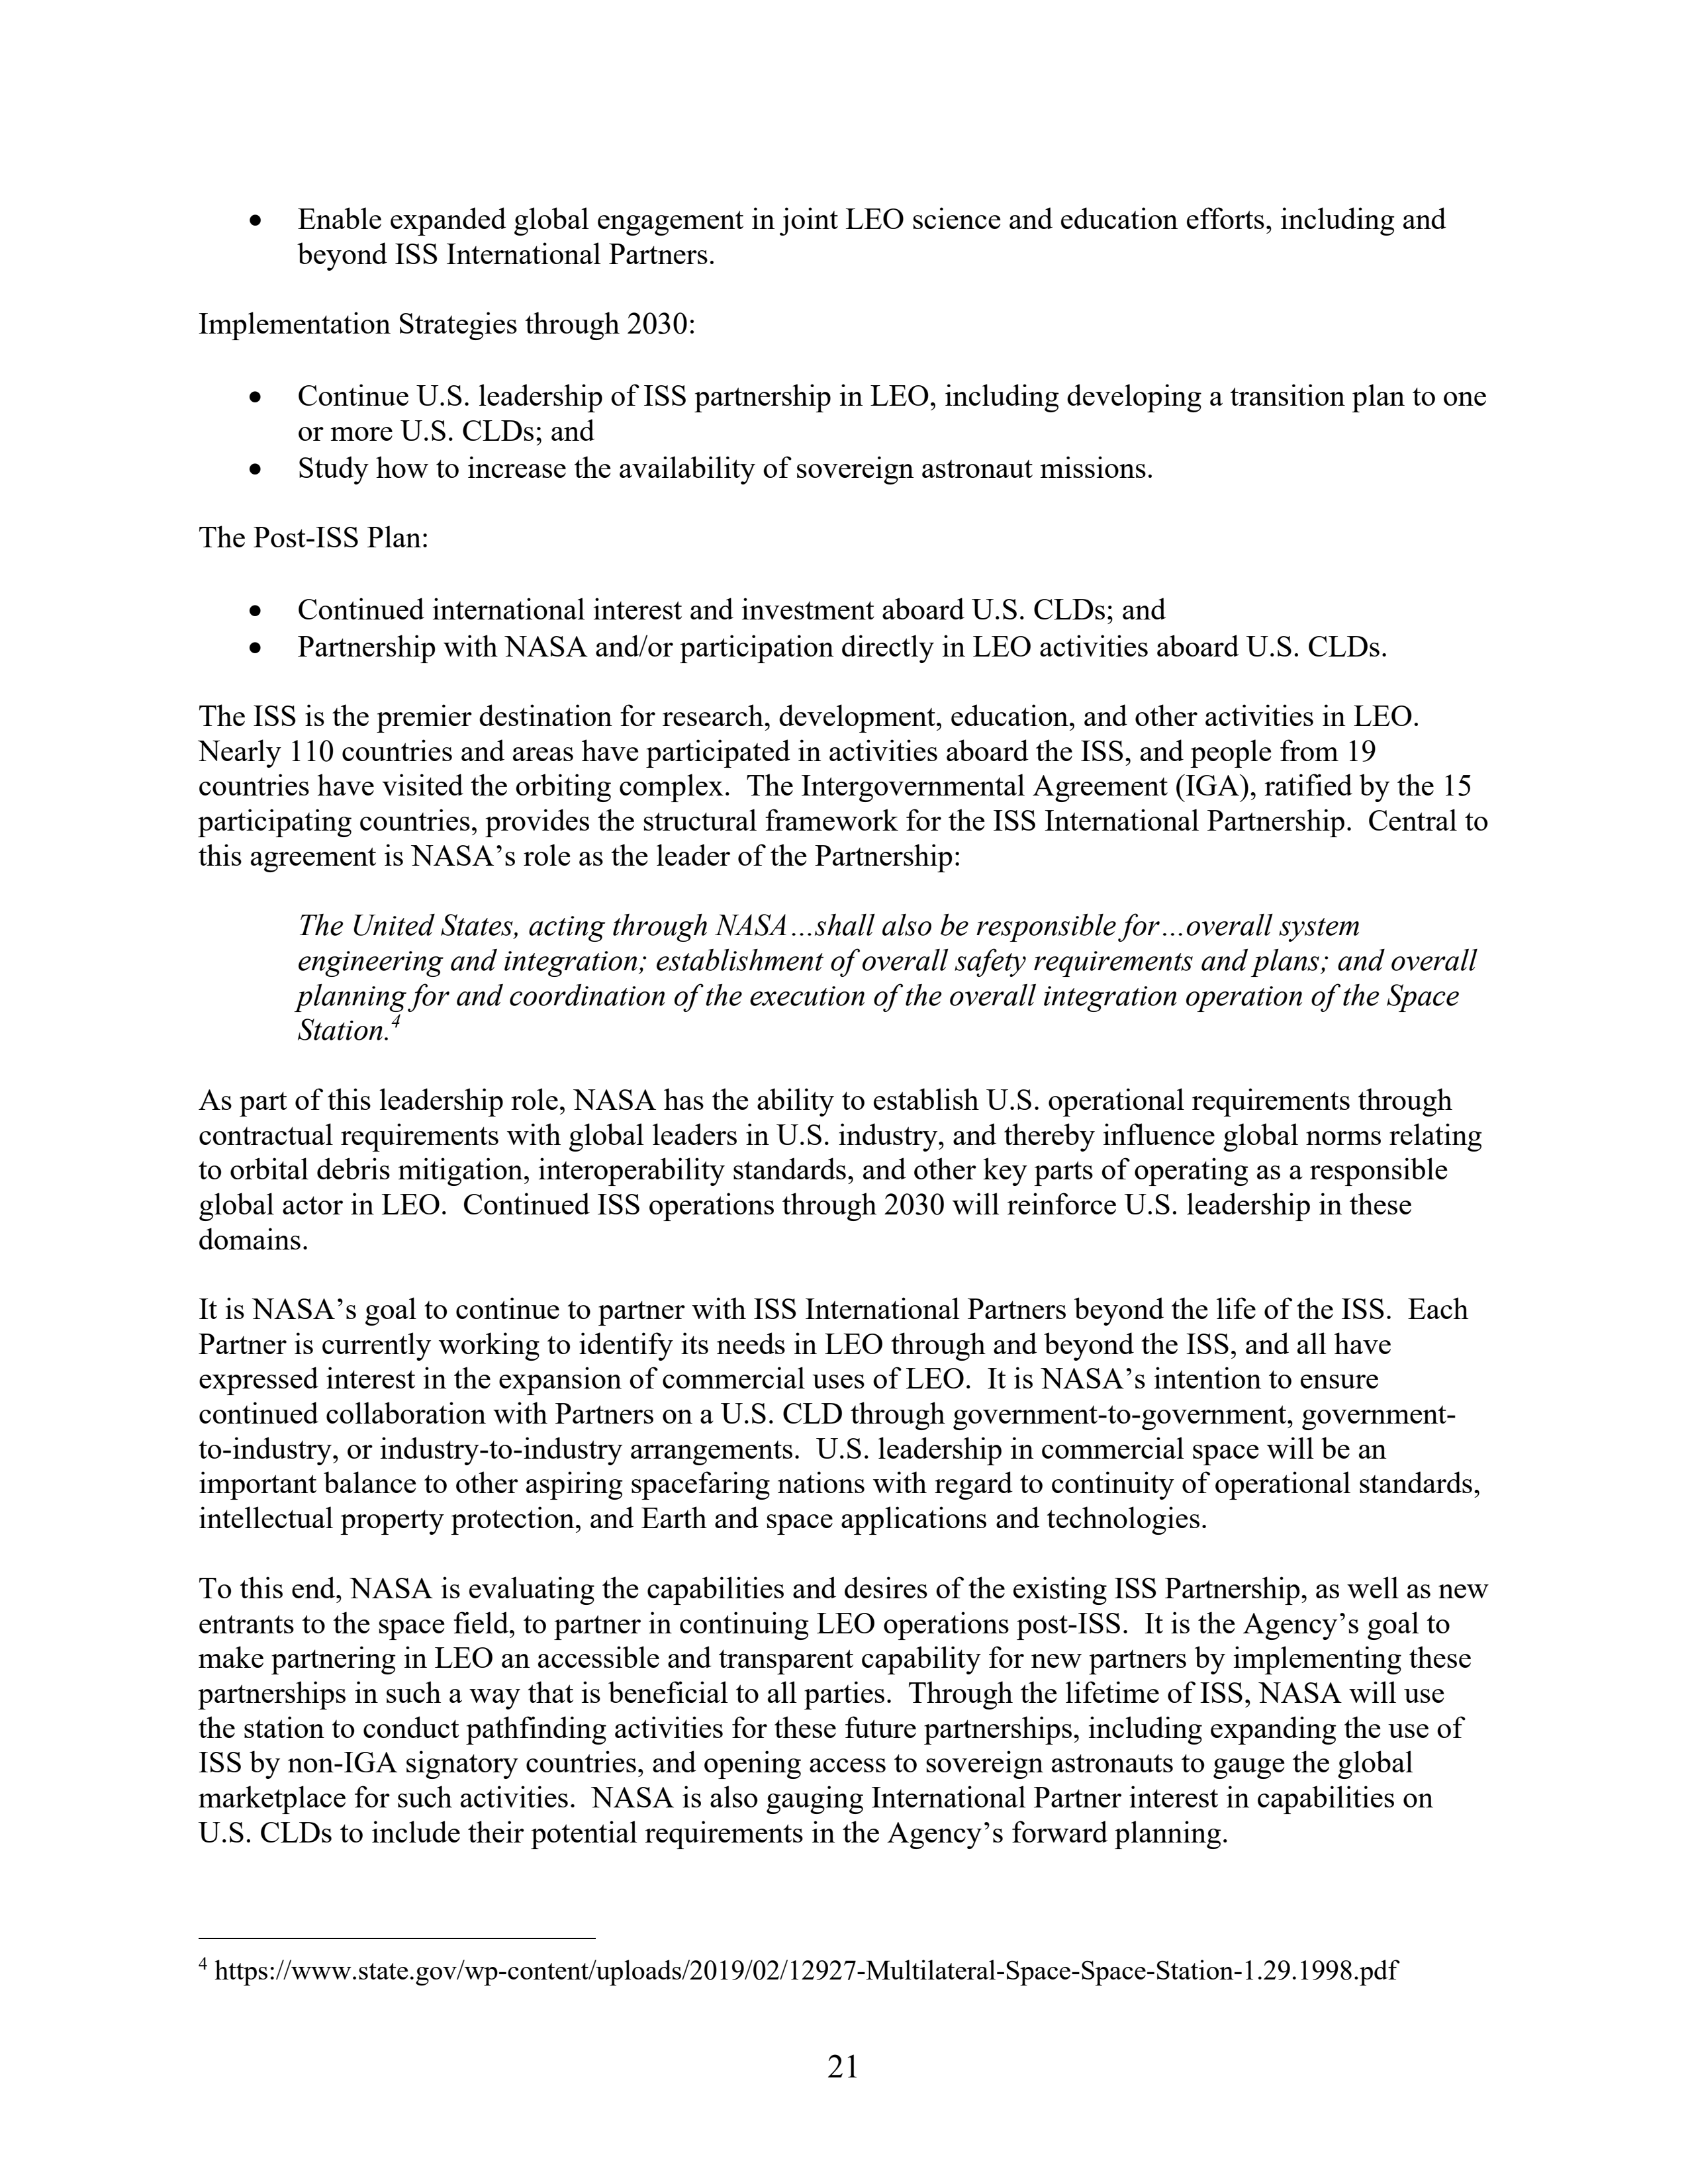 • Enable expanded global engagement in joint LEO science and education efforts, including and
beyond ISS International Partners.
Implementation Strategies through 2030:
• Continue U.S. leadership of ISS partnership in LEO, including developing a transition plan to one
or more U.S. CLDs; and
• Study how to increase the availability of sovereign astronaut missions.
The Post-ISS Plan:
• Continued international interest and investment aboard U.S. CLDs; and
• Partnership with NASA and/or participation directly in LEO activities aboard U.S. CLDs.
The ISS is the premier destination for research, development, education, and other activities in LEO.
Nearly 110 countries and areas have participated in activities aboard the ISS, and people from 19
countries have visited the orbiting complex.  The Intergovernmental Agreement (IGA), ratified by the 15
participating countries, provides the structural framework for the ISS International Partnership.  Central to
this agreement is NASA’s role as the leader of the Partnership:
The United States, acting through NASA…shall also be responsible for…overall system
engineering and integration; establishment of overall safety requirements and plans; and overall
planning for and coordination of the execution of the overall integration operation of the Space
Station.4
As part of this leadership role, NASA has the ability to establish U.S. operational requirements through
contractual requirements with global leaders in U.S. industry, and thereby influence global norms relating
to orbital debris mitigation, interoperability standards, and other key parts of operating as a responsible
global actor in LEO.  Continued ISS operations through 2030 will reinforce U.S. leadership in these
domains.
It is NASA’s goal to continue to partner with ISS International Partners beyond the life of the ISS.  Each
Partner is currently working to identify its needs in LEO through and beyond the ISS, and all have
expressed interest in the expansion of commercial uses of LEO.  It is NASA’s intention to ensure
continued collaboration with Partners on a U.S. CLD through government-to-government, government-
to-industry, or industry-to-industry arrangements.  U.S. leadership in commercial space will be an
important balance to other aspiring spacefaring nations with regard to continuity of operational standards,
intellectual property protection, and Earth and space applications and technologies.
To this end, NASA is evaluating the capabilities and desires of the existing ISS Partnership, as well as new
entrants to the space field, to partner in continuing LEO operations post-ISS.  It is the Agency’s goal to
make partnering in LEO an accessible and transparent capability for new partners by implementing these
partnerships in such a way that is beneficial to all parties.  Through the lifetime of ISS, NASA will use
the station to conduct pathfinding activities for these future partnerships, including expanding the use of
ISS by non-IGA signatory countries, and opening access to sovereign astronauts to gauge the global
marketplace for such activities.  NASA is also gauging International Partner interest in capabilities on
U.S. CLDs to include their potential requirements in the Agency’s forward planning.
4 https://www.state.gov/wp-content/uploads/2019/02/12927-Multilateral-Space-Space-Station-1.29.1998.pdf
21